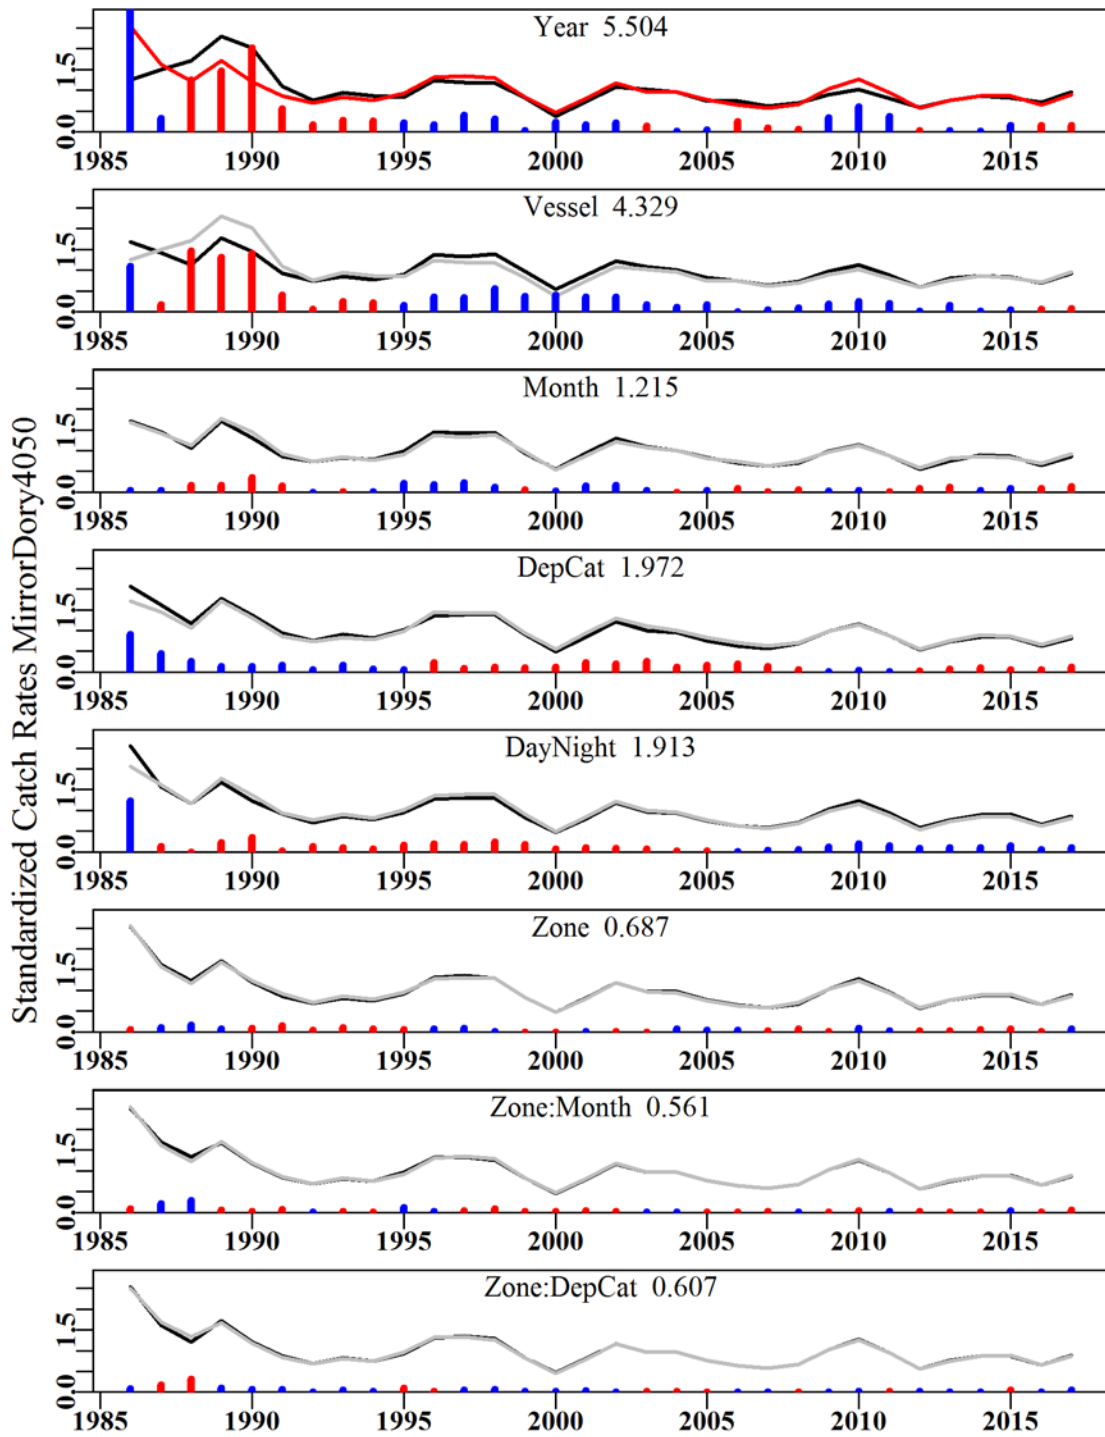 Standardized Catch Rates MirrorDory4050
Year 5.504
0.0 1.5
1985 1990 1995 2000 2005 2010 2015
Vessel 4.329
0.0 1.5
1985 1990 1995 2000 2005 2010 2015
Month 1.215
0.0 1.5
1985 1990 1995 2000 2005 2010 2015
DepCat 1.972
0.0 1.5
1985 1990 1995 2000 2005 2010 2015
DayNight 1.913
0.0 1.5
1985 1990 1995 2000 2005 2010 2015
Zone 0.687
0.0 1.5
1985 1990 1995 2000 2005 2010 2015
Zone:Month 0.561
0.0 1.5
1985 1990 1995 2000 2005 2010 2015
Zone:DepCat 0.607
0.0 1.5
1985 1990 1995 2000 2005 2010 2015